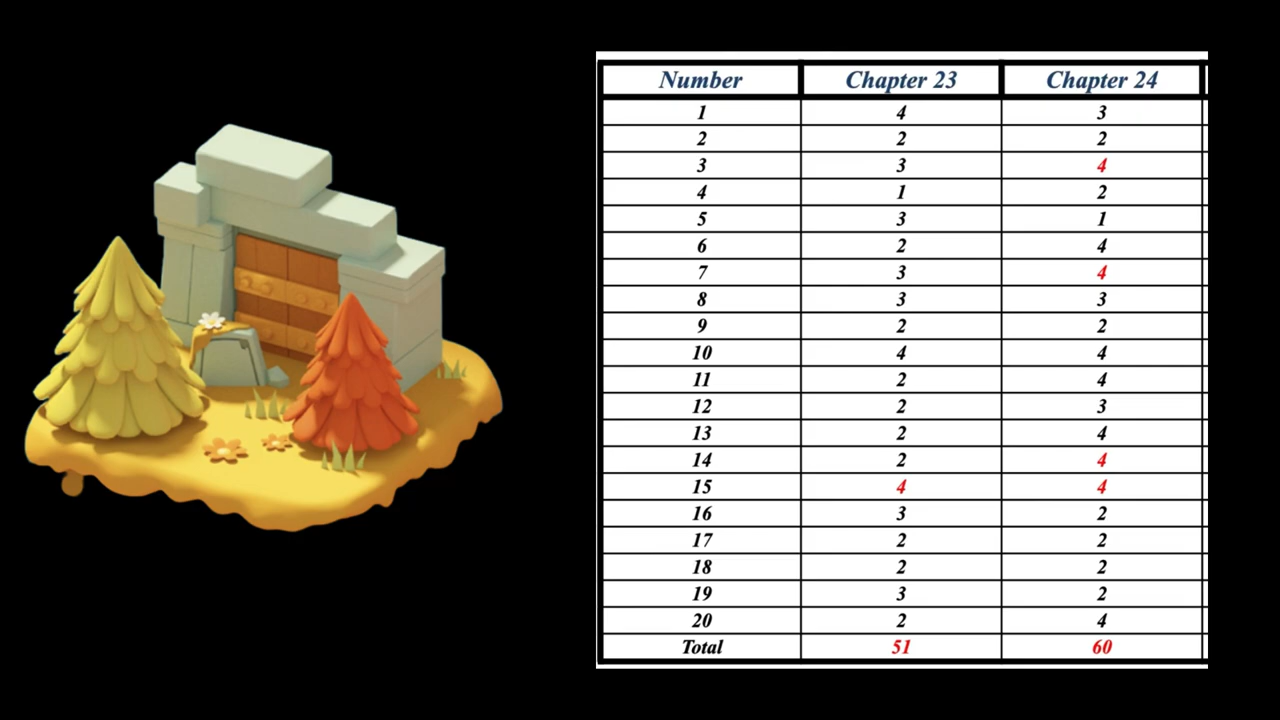 Number Chapter 23 Chapter 24
1 4 3
2 2 2
3 3 4
4 1 2
5 3 1
6 2 4
7 3 4
8 3 3
9 2 2
10 4 4
11 2 4
12 2 3
13 2 4
14 2 4
15 4 4
16 3 2
17 2 2
18 2 2
19 3 2
20 2 4
Total 51 60